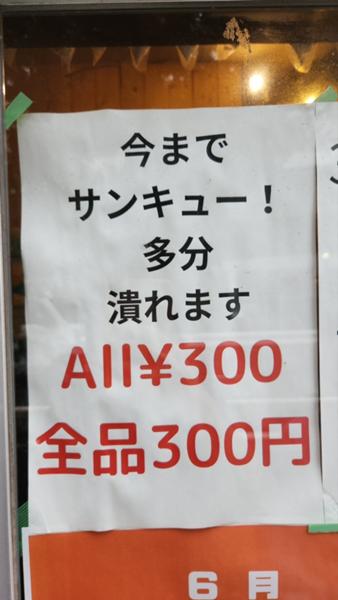 今まで
サンキュー！
多分
潰れます
All¥300
全品300円
6月